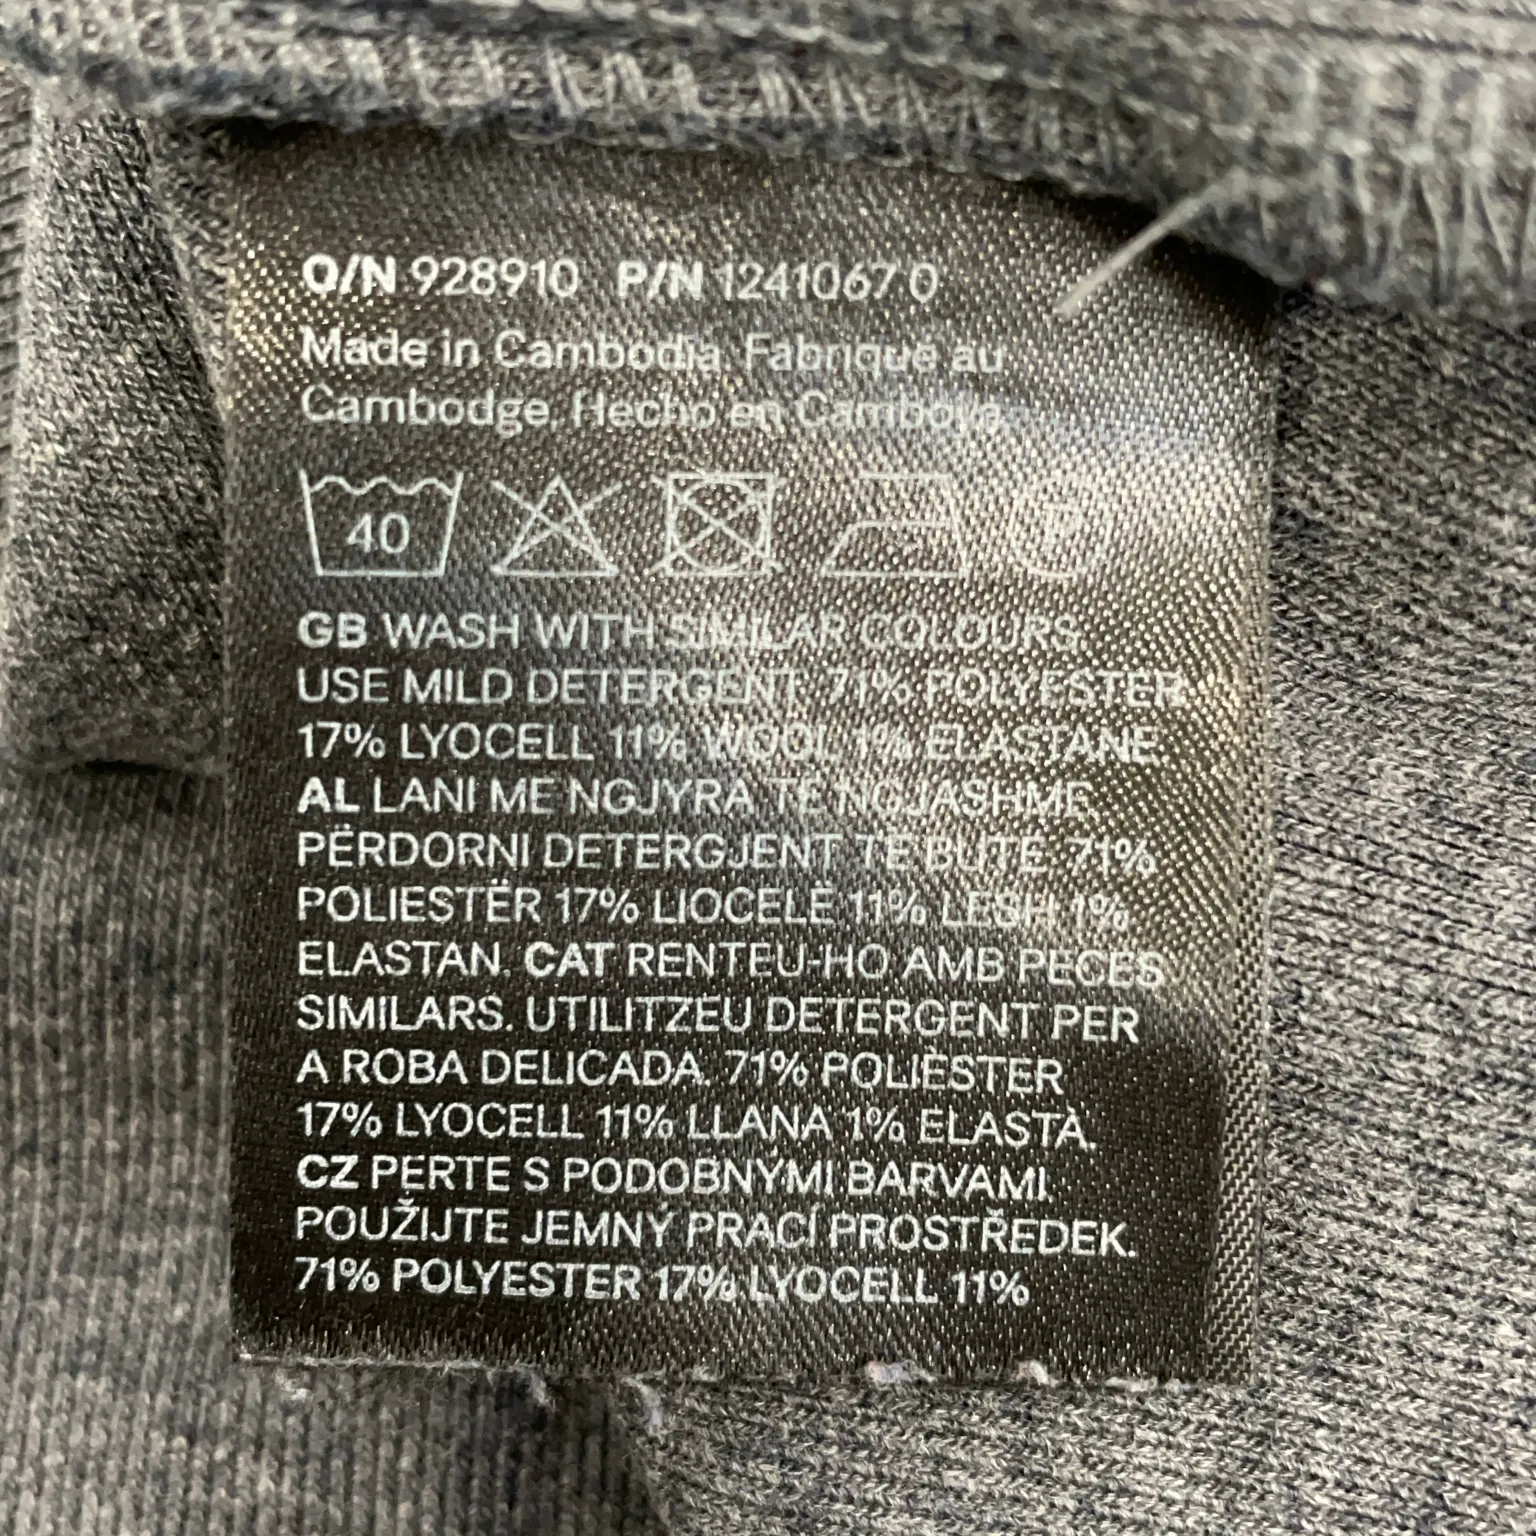 O/N 928910 P/N 1241067 0
Made in Cambodia. Fabriqué au
Cambodge. Hecho en Camboya.
40
P
GB WASH WITH SIMILAR COLOURS.
USE MILD DETERGENT. 71% POLYESTER
17% LYOCELL 11% WOOL 1% ELASTANE.
AL LANI ME NGJYRA TË NGJASHME.
PËRDORNI DETERGJENT TË BUTË. 71%
POLIESTËR 17% LIOCELË 11% LESH 1%
ELASTAN. CAT RENTEU-HO AMB PECES
SIMILARS. UTILITZEU DETERGENT PER
A ROBA DELICADA. 71% POLIÈSTER
17% LYOCELL 11% LLANA 1% ELASTÀ.
CZ PERTE S PODOBNÝMI BARVAMI.
POUŽIJTE JEMNÝ PRACÍ PROSTŘEDEK.
71% POLYESTER 17% LYOCELL 11%